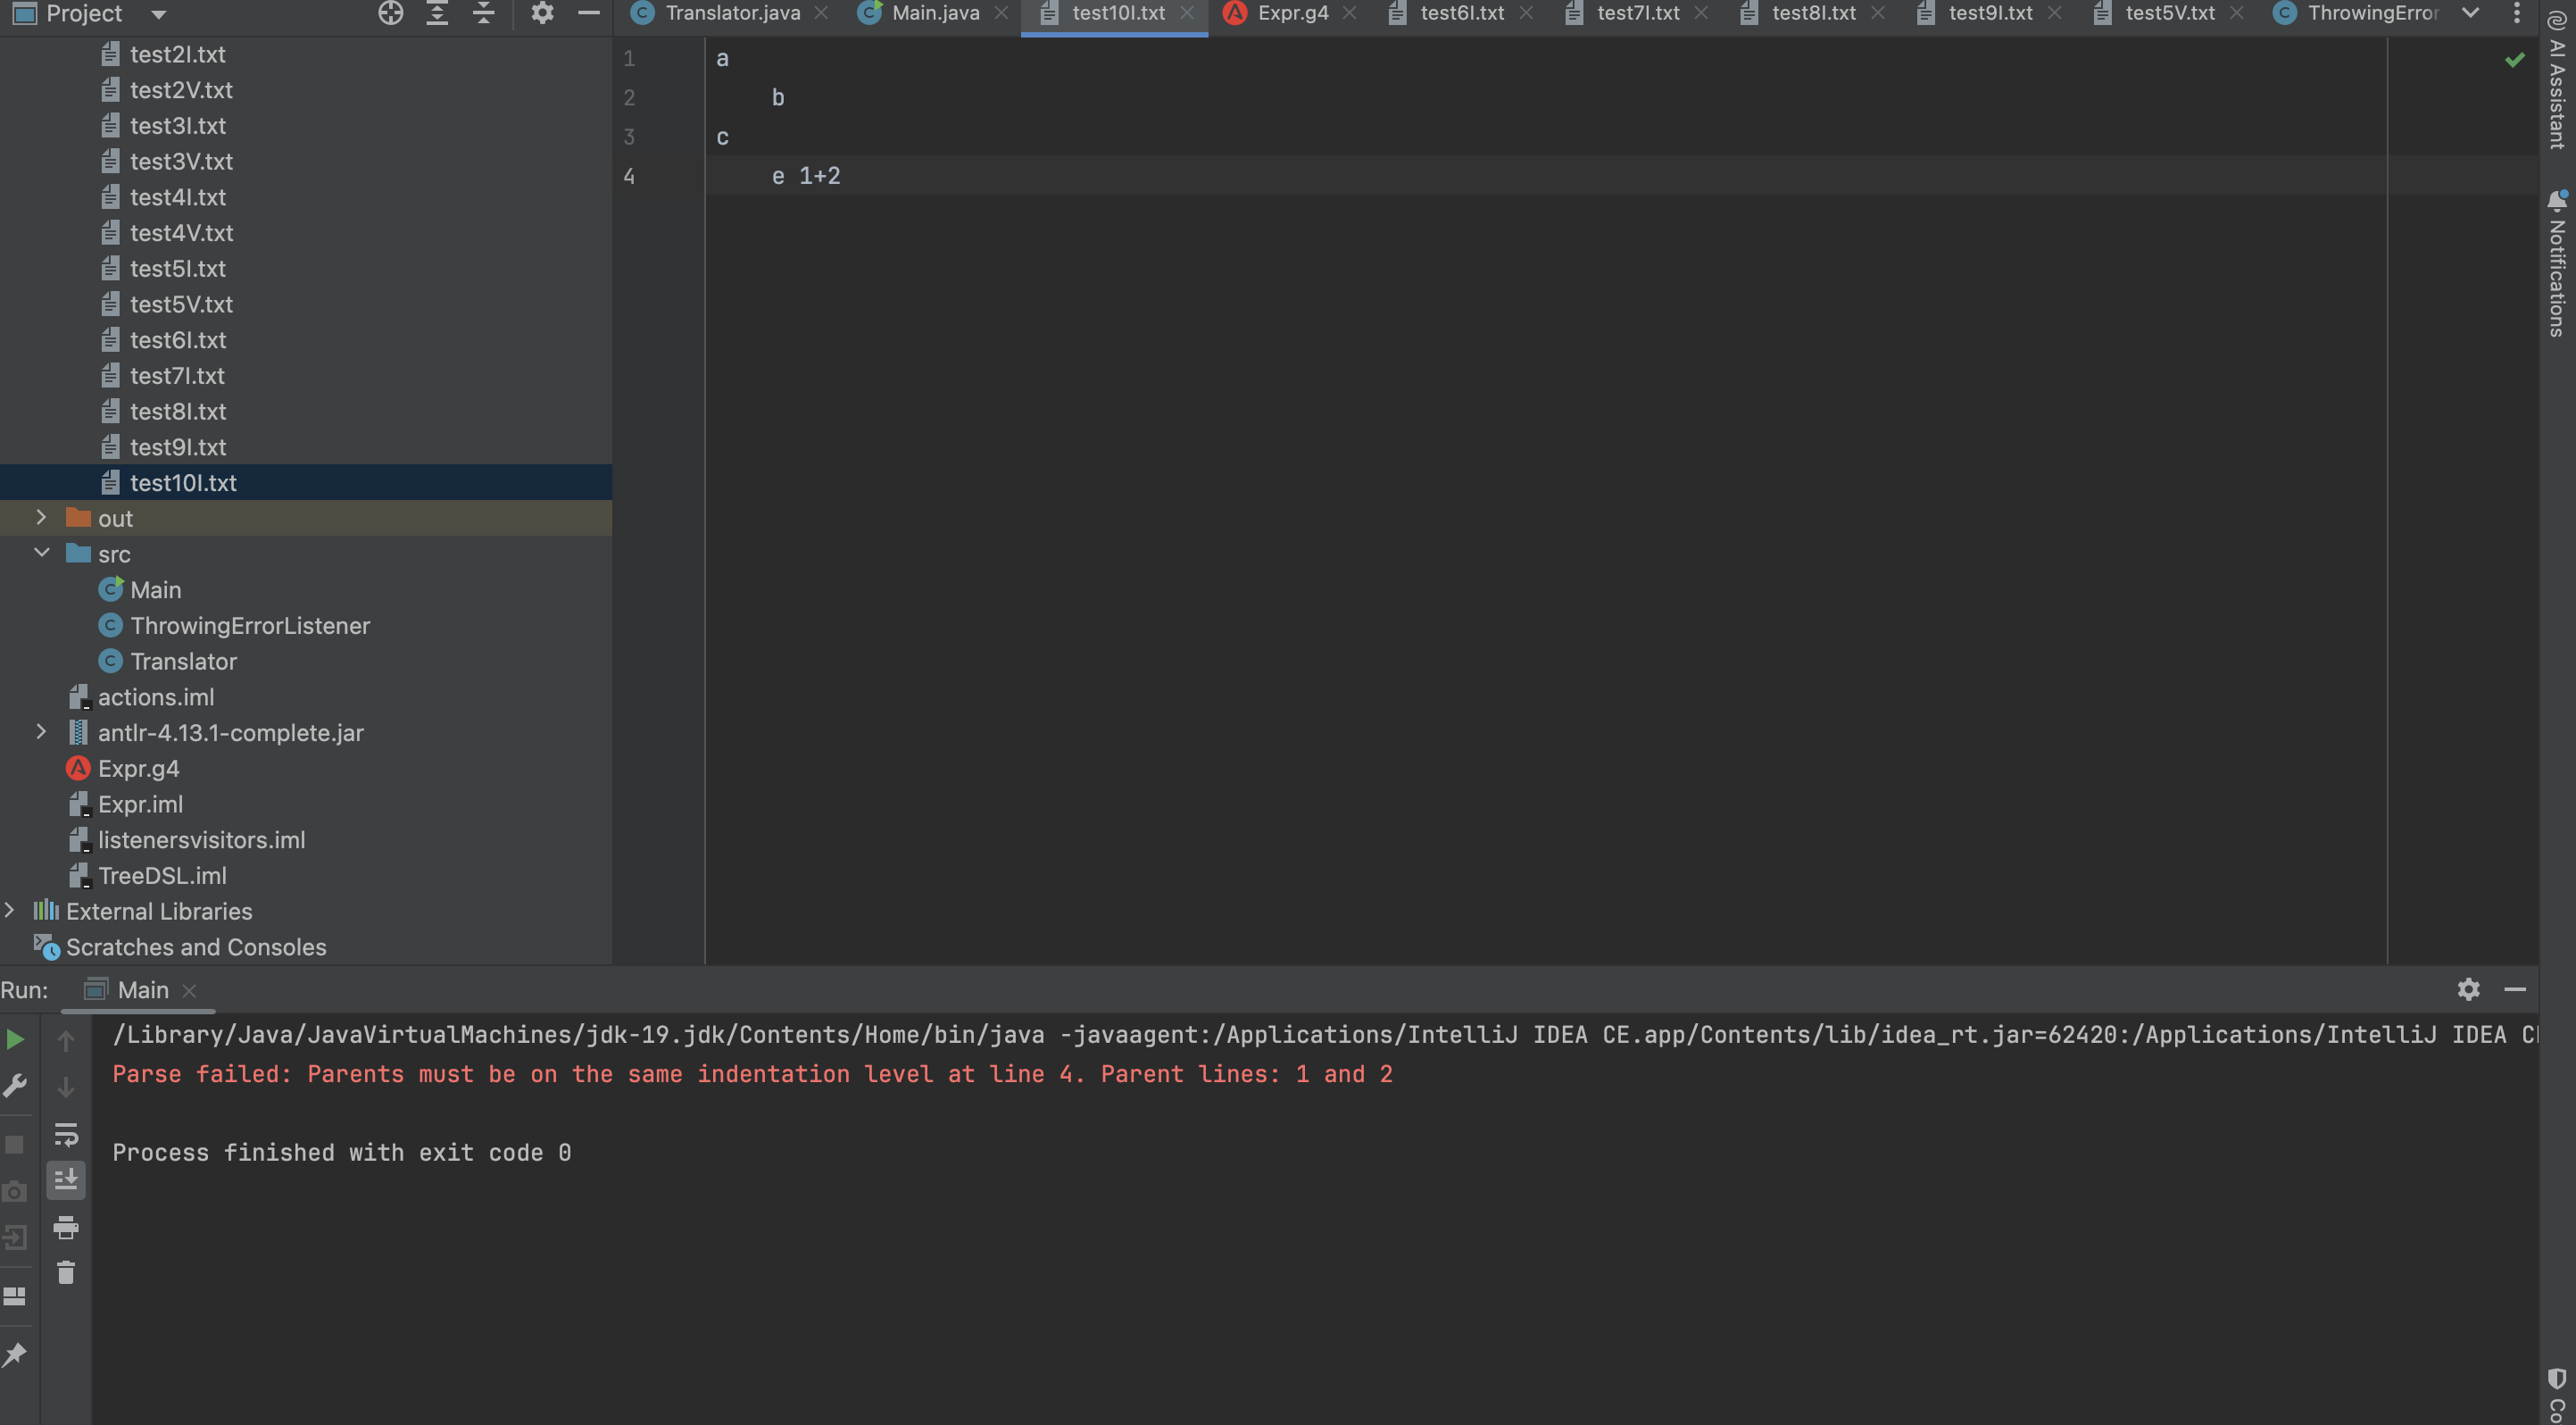 Project
Translator.java
Main.java
test10I.txt
Expr.g4
test6I.txt
test7I.txt
test8I.txt
test9I.txt
test5V.txt
ThrowingError
test2I.txt
test2V.txt
test3I.txt
test3V.txt
test4I.txt
test4V.txt
test5I.txt
test5V.txt
test6I.txt
test7I.txt
test8I.txt
test9I.txt
test10I.txt
out
src
Main
ThrowingErrorListener
Translator
actions.iml
antlr-4.13.1-complete.jar
Expr.g4
Expr.iml
listenersvisitors.iml
TreeDSL.iml
External Libraries
Scratches and Consoles
1 a
2 b
3 c
4 e 1+2
AI Assistant
Notifications
Run: Main
/Library/Java/JavaVirtualMachines/jdk-19.jdk/Contents/Home/bin/java -javaagent:/Applications/IntelliJ IDEA CE.app/Contents/lib/idea_rt.jar=62420:/Applications/IntelliJ IDEA C
Parse failed: Parents must be on the same indentation level at line 4. Parent lines: 1 and 2
Process finished with exit code 0
Co